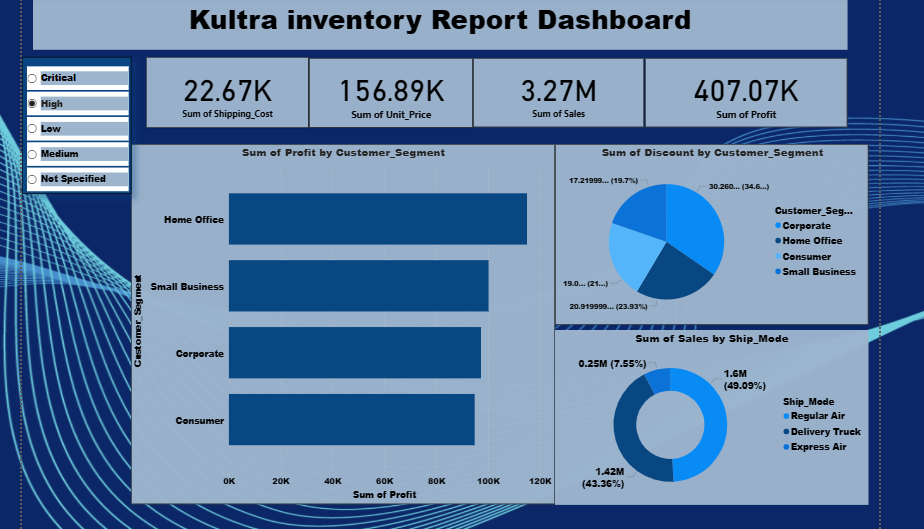 Kultra inventory Report Dashboard
Critical
High
Low
Medium
Not Specified
22.67K
Sum of Shipping_Cost
156.89K
Sum of Unit_Price
3.27M
Sum of Sales
407.07K
Sum of Profit
Sum of Profit by Customer_Segment
Customer_Segment
Home Office
Small Business
Corporate
Consumer
0K 20K 40K 60K 80K 100K 120K
Sum of Profit
Sum of Discount by Customer_Segment
17.21999... (19.7%)
30.260... (34.6...)
19.0... (21...)
20.919999... (23.93%)
Customer_Seg...
Corporate
Home Office
Consumer
Small Business
Sum of Sales by Ship_Mode
0.25M (7.55%)
1.6M
(49.09%)
1.42M
(43.36%)
Ship_Mode
Regular Air
Delivery Truck
Express Air